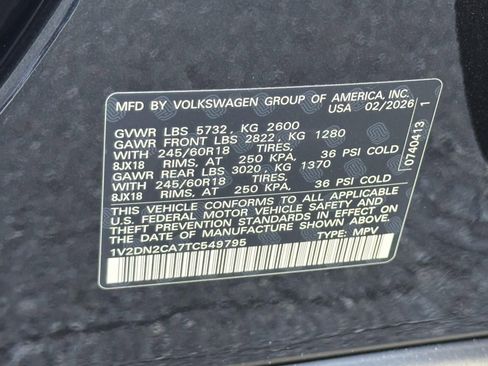 MFD BY VOLKSWAGEN GROUP OF AMERICA, INC.
USA 02/2026
GVWR LBS 5732, KG 2600
GAWR FRONT LBS 2822, KG 1280
WITH 245/60R18 TIRES, 36 PSI COLD
8JX18 RIMS, AT 250 KPA,
GAWR REAR LBS 3020, KG 1370
WITH 245/60R18 TIRES, 36 PSI COLD
8JX18 RIMS, AT 250 KPA,
THIS VEHICLE CONFORMS TO ALL APPLICABLE
U.S. FEDERAL MOTOR VEHICLE SAFETY AND
THEFT PREVENTION STANDARDS IN EFFECT ON
THE DATE OF MANUFACTURE SHOWN ABOVE.
1V2DN2CA7TC549795 TYPE: MPV
0740413 1